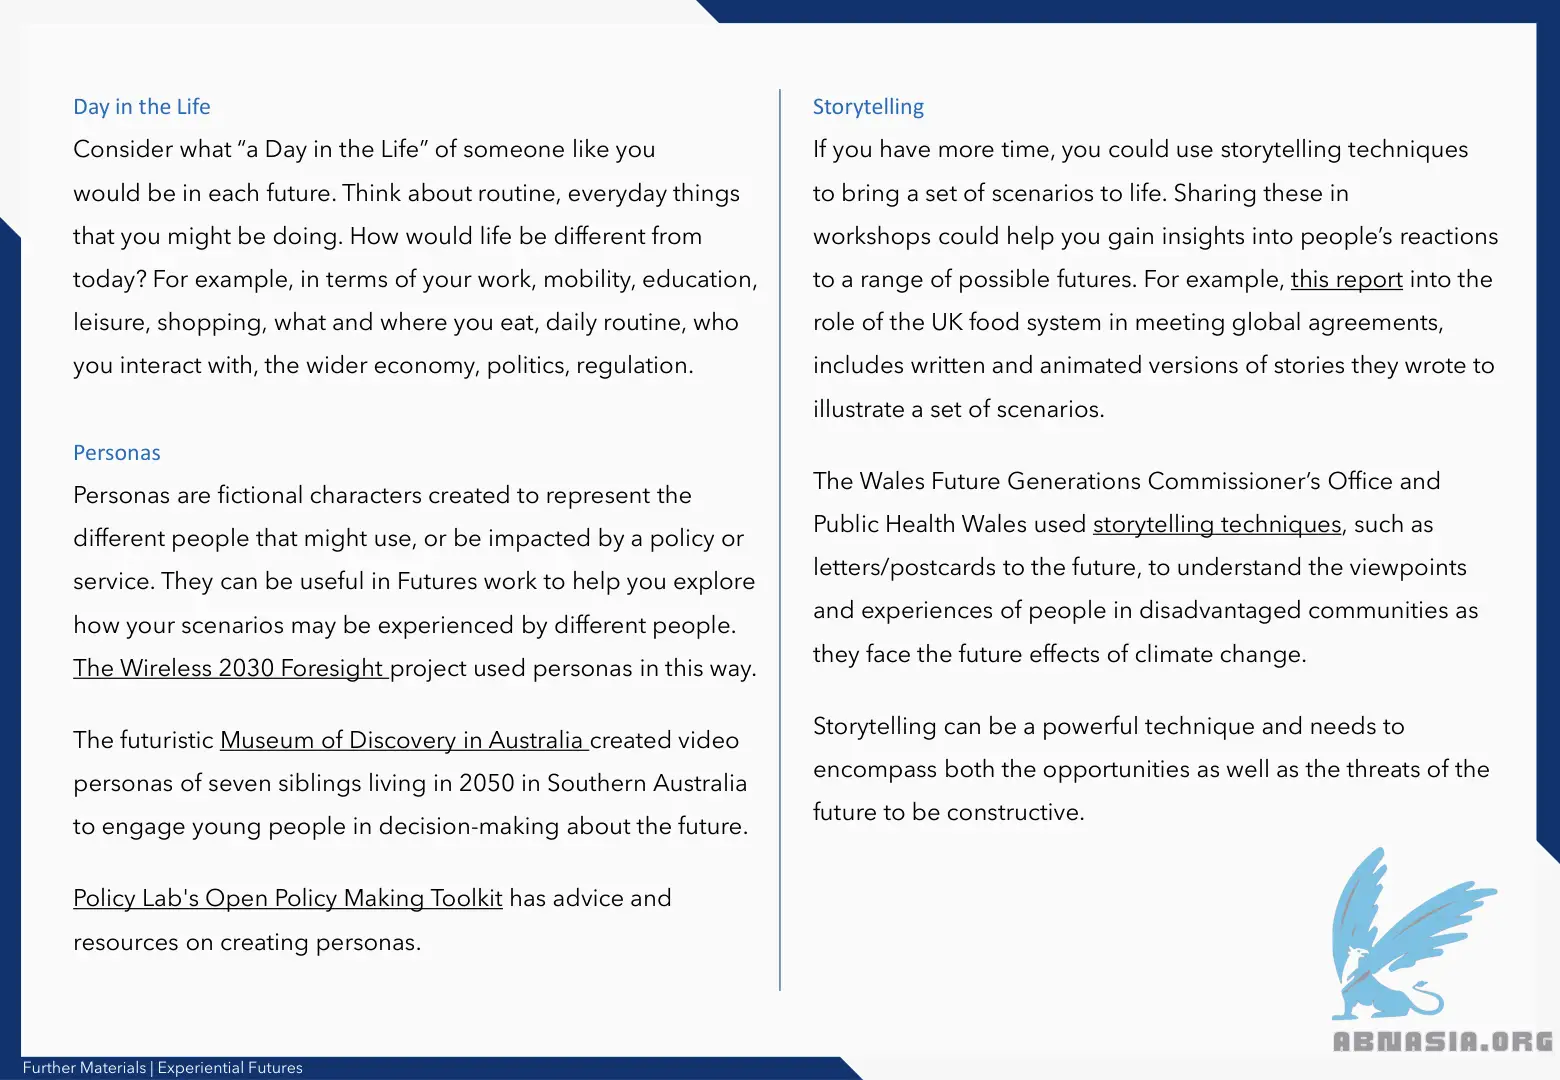 Day in the Life
Consider what “a Day in the Life” of someone like you
would be in each future. Think about routine, everyday things
that you might be doing. How would life be different from
today? For example, in terms of your work, mobility, education,
leisure, shopping, what and where you eat, daily routine, who
you interact with, the wider economy, politics, regulation.
Personas
Personas are fictional characters created to represent the
different people that might use, or be impacted by a policy or
service. They can be useful in Futures work to help you explore
how your scenarios may be experienced by different people.
The Wireless 2030 Foresight project used personas in this way.
The futuristic Museum of Discovery in Australia created video
personas of seven siblings living in 2050 in Southern Australia
to engage young people in decision-making about the future.
Policy Lab's Open Policy Making Toolkit has advice and
resources on creating personas.
Storytelling
If you have more time, you could use storytelling techniques
to bring a set of scenarios to life. Sharing these in
workshops could help you gain insights into people’s reactions
to a range of possible futures. For example, this report into the
role of the UK food system in meeting global agreements,
includes written and animated versions of stories they wrote to
illustrate a set of scenarios.
The Wales Future Generations Commissioner’s Office and
Public Health Wales used storytelling techniques, such as
letters/postcards to the future, to understand the viewpoints
and experiences of people in disadvantaged communities as
they face the future effects of climate change.
Storytelling can be a powerful technique and needs to
encompass both the opportunities as well as the threats of the
future to be constructive.
ABNASIA.ORG
Further Materials | Experiential Futures